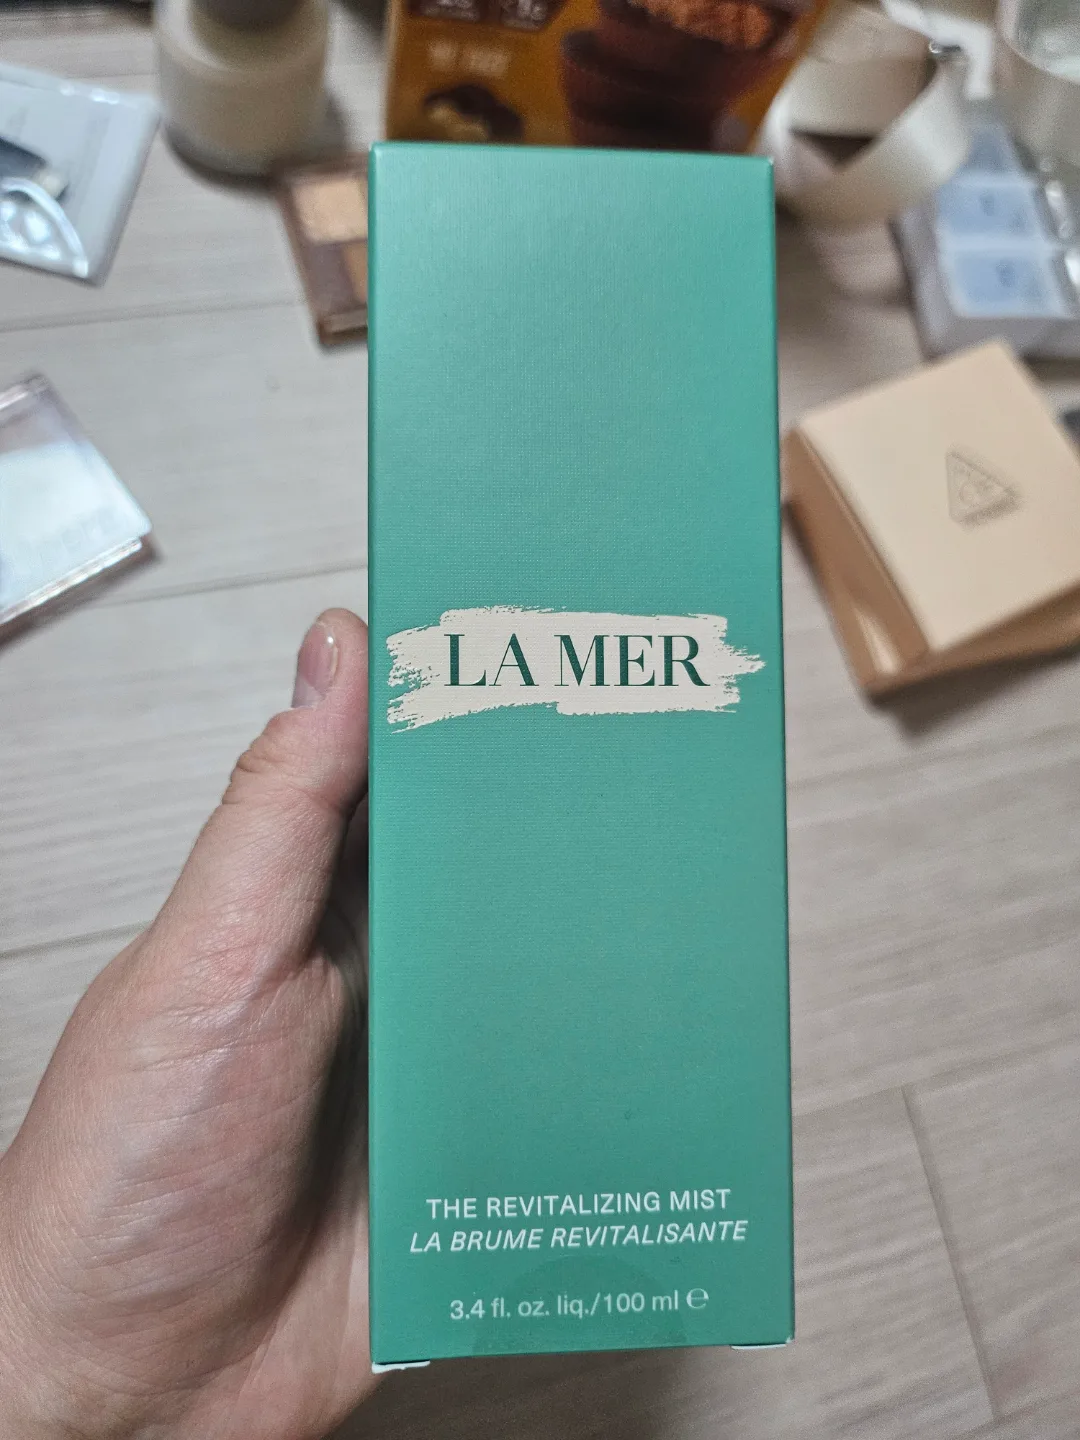 LA MER
THE REVITALIZING MIST
LA BRUME REVITALISANTE
3.4 fl. oz. liq./100 ml ℮